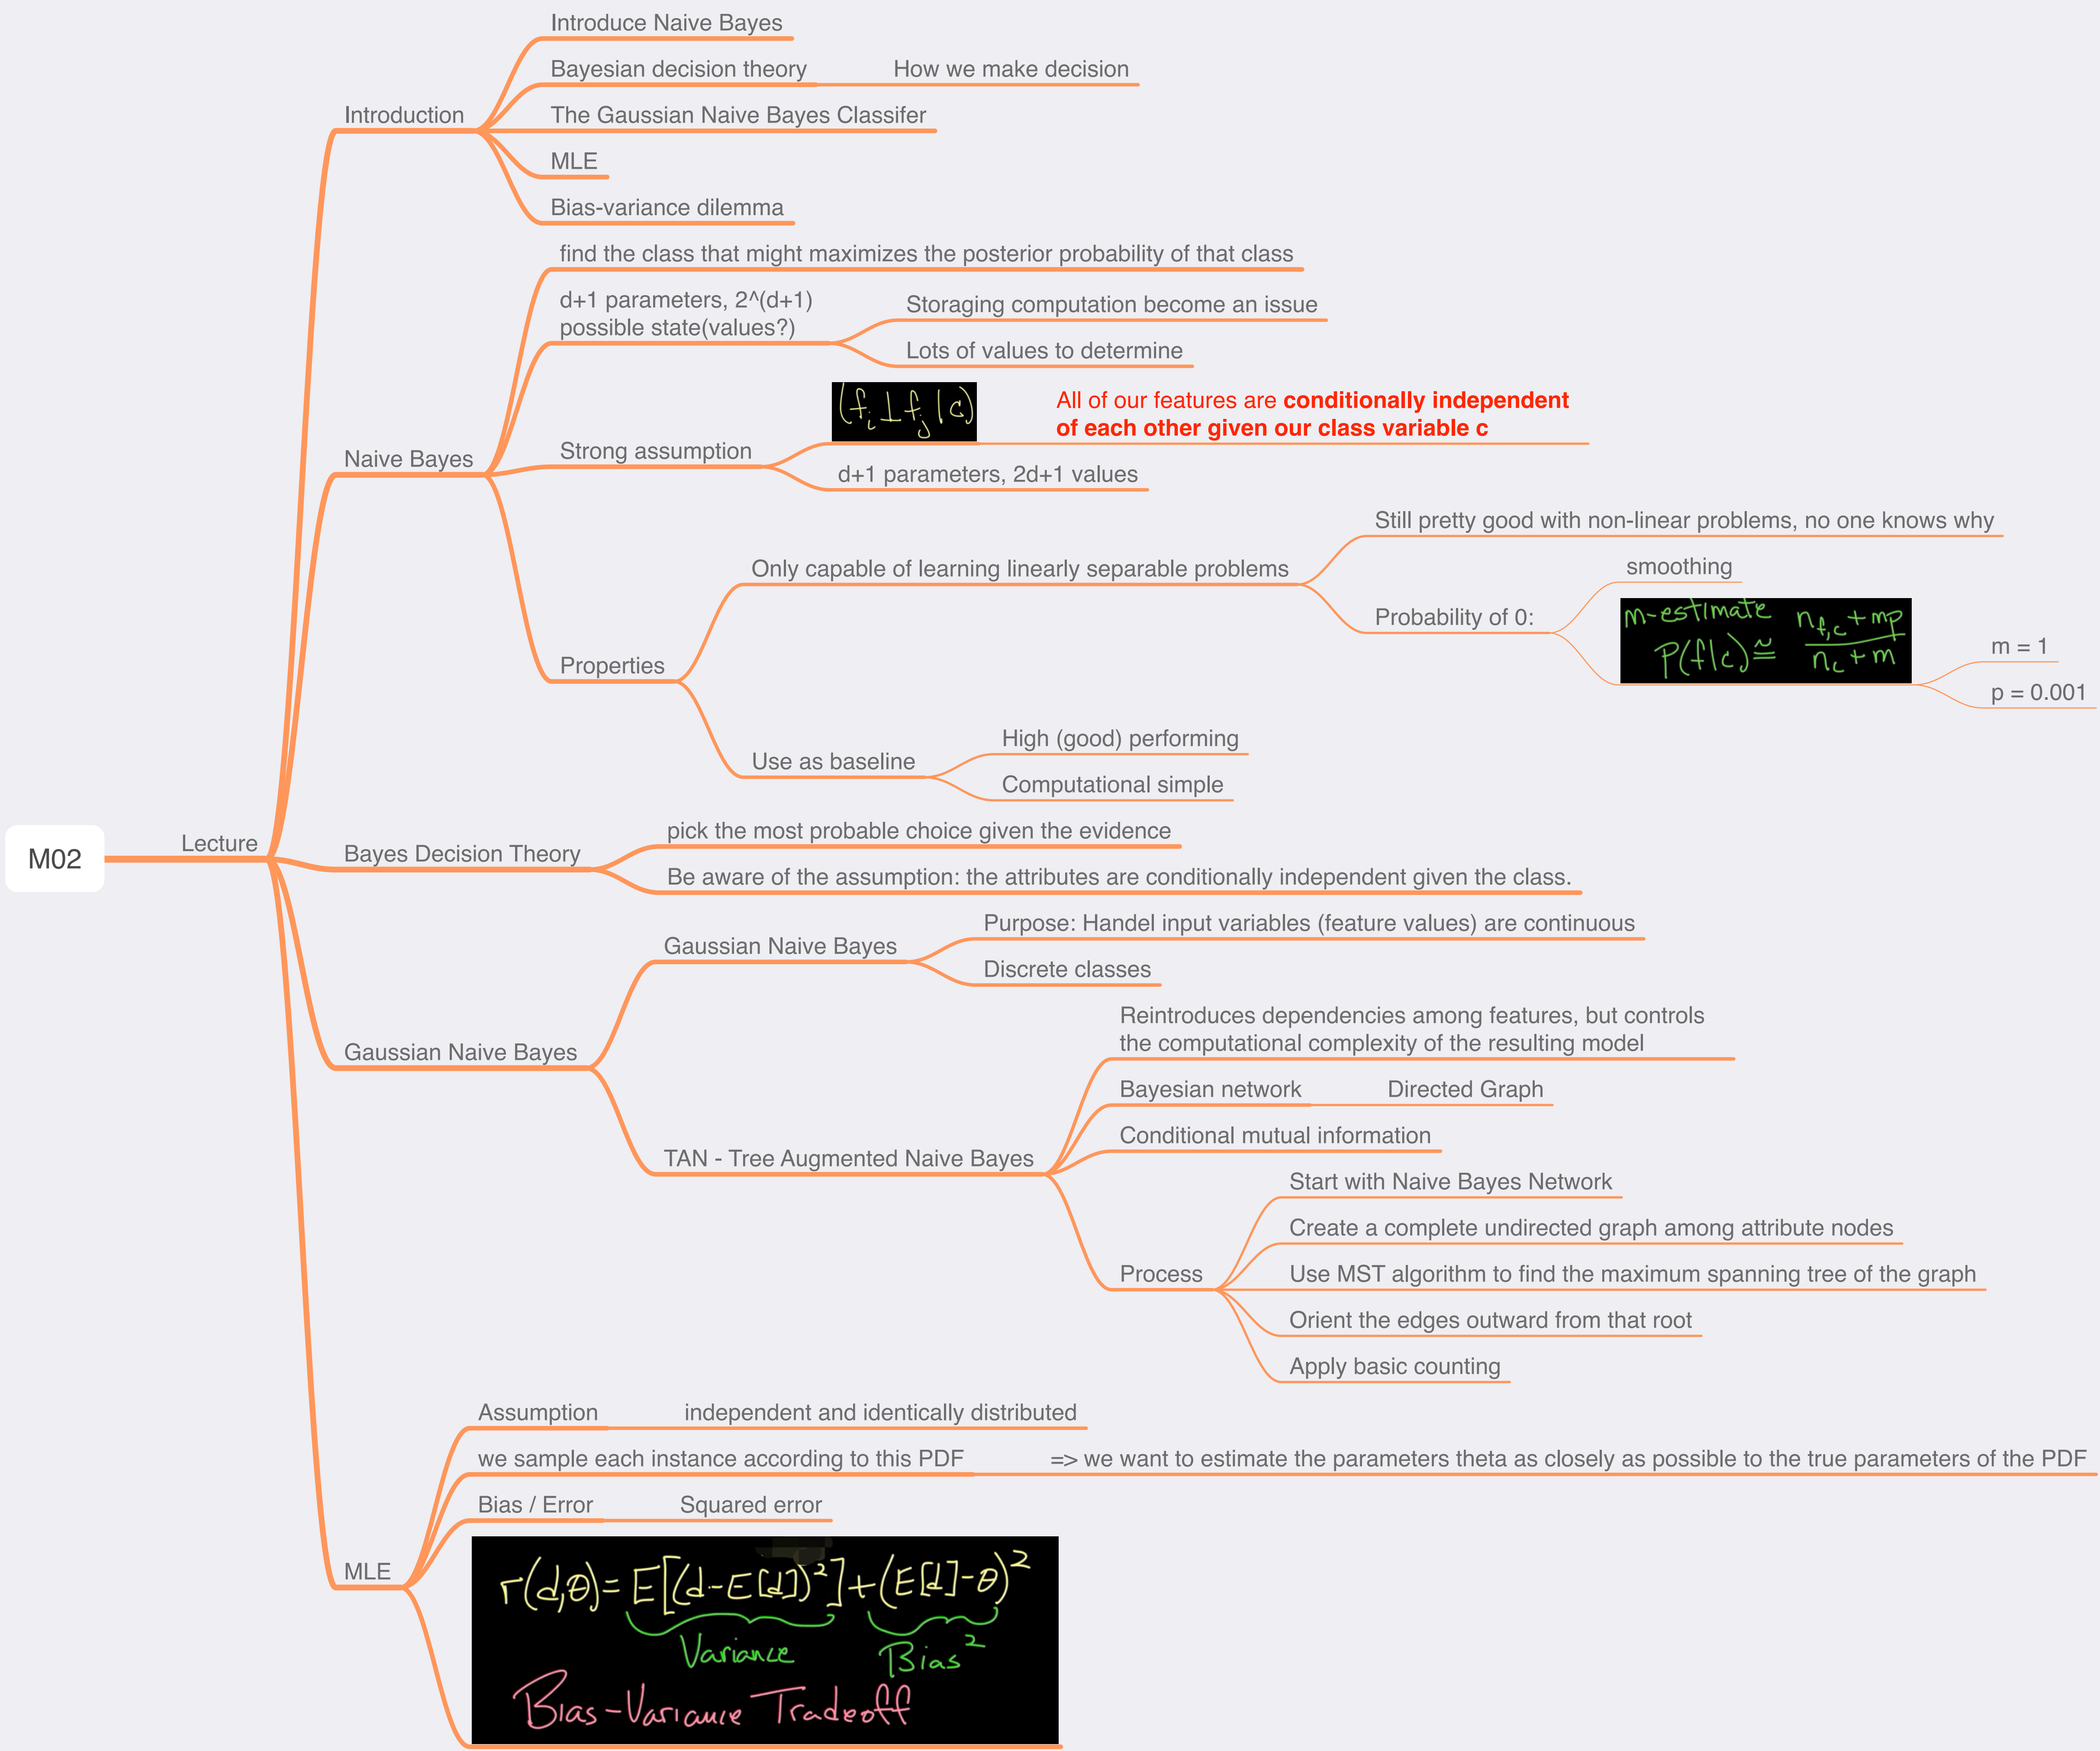 M02
Lecture
Introduction
Introduce Naive Bayes
Bayesian decision theory
How we make decision
The Gaussian Naive Bayes Classifer
MLE
Bias-variance dilemma
Naive Bayes
find the class that might maximizes the posterior probability of that class
d+1 parameters, 2^(d+1)
possible state(values?)
Storaging computation become an issue
Lots of values to determine
Strong assumption
(f_i ⊥ f_j | c)
All of our features are conditionally independent
of each other given our class variable c
d+1 parameters, 2d+1 values
Properties
Only capable of learning linearly separable problems
Still pretty good with non-linear problems, no one knows why
Probability of 0:
smoothing
m-estimate
P(f|c) ≅ (n_{f,c} + mp) / (n_c + m)
m = 1
p = 0.001
Use as baseline
High (good) performing
Computational simple
Bayes Decision Theory
pick the most probable choice given the evidence
Be aware of the assumption: the attributes are conditionally independent given the class.
Gaussian Naive Bayes
Gaussian Naive Bayes
Purpose: Handel input variables (feature values) are continuous
Discrete classes
TAN - Tree Augmented Naive Bayes
Reintroduces dependencies among features, but controls
the computational complexity of the resulting model
Bayesian network
Directed Graph
Conditional mutual information
Process
Start with Naive Bayes Network
Create a complete undirected graph among attribute nodes
Use MST algorithm to find the maximum spanning tree of the graph
Orient the edges outward from that root
Apply basic counting
MLE
Assumption
independent and identically distributed
we sample each instance according to this PDF
=> we want to estimate the parameters theta as closely as possible to the true parameters of the PDF
Bias / Error
Squared error
r(d,θ) = E[(d-E[d])²] + (E[d]-θ)²
Variance
Bias²
Bias-Variance Tradeoff